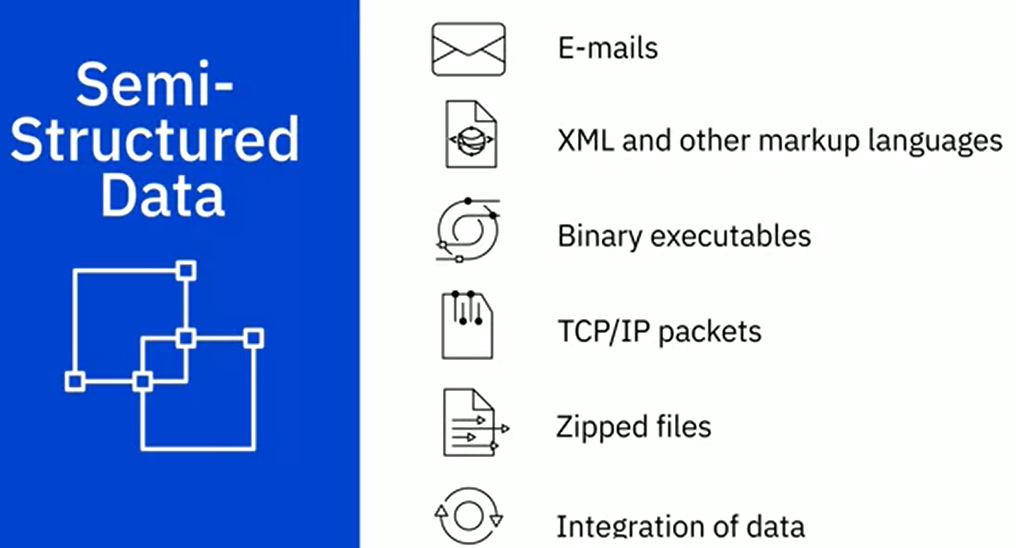 Semi-
Structured
Data
E-mails
XML and other markup languages
Binary executables
TCP/IP packets
Zipped files
Integration of data